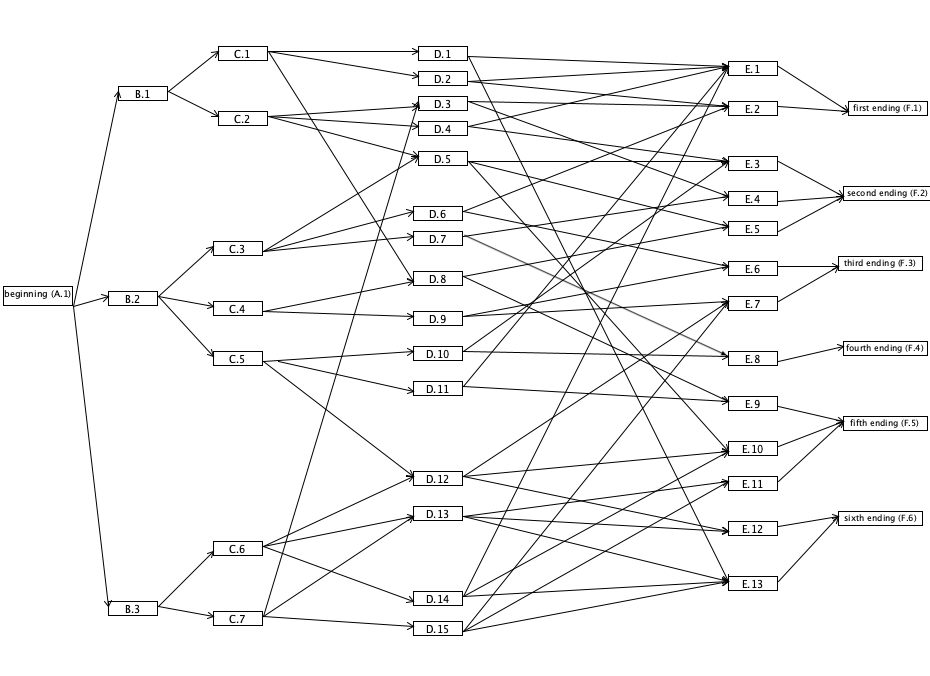 beginning (A.1)
B.1
B.2
B.3
C.1
C.2
C.3
C.4
C.5
C.6
C.7
D.1
D.2
D.3
D.4
D.5
D.6
D.7
D.8
D.9
D.10
D.11
D.12
D.13
D.14
D.15
E.1
E.2
E.3
E.4
E.5
E.6
E.7
E.8
E.9
E.10
E.11
E.12
E.13
first ending (F.1)
second ending (F.2)
third ending (F.3)
fourth ending (F.4)
fifth ending (F.5)
sixth ending (F.6)